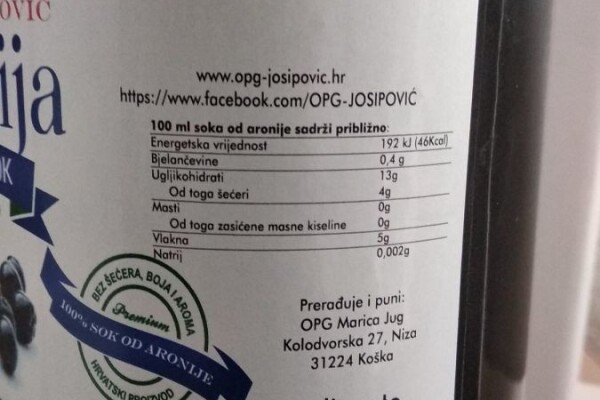 OVIĆ
ija
OK
www.opg-josipovic.hr
https://www.facebook.com/OPG-JOSIPOVIĆ
100 ml soka od aronije sadrži približno:
Energetska vrijednost 192 kJ (46Kcal)
Bjelančevine 0,4 g
Ugljikohidrati 13g
Od toga šećeri 4g
Masti 0g
Od toga zasićene masne kiseline 0g
Vlakna 5g
Natrij 0,002g
BEZ ŠEĆERA, BOJA I AROMA
Premium
100% SOK OD ARONIJE
HRVATSKI PROIZVOD
Prerađuje i puni:
OPG Marica Jug
Kolodvorska 27, Niza
31224 Koška